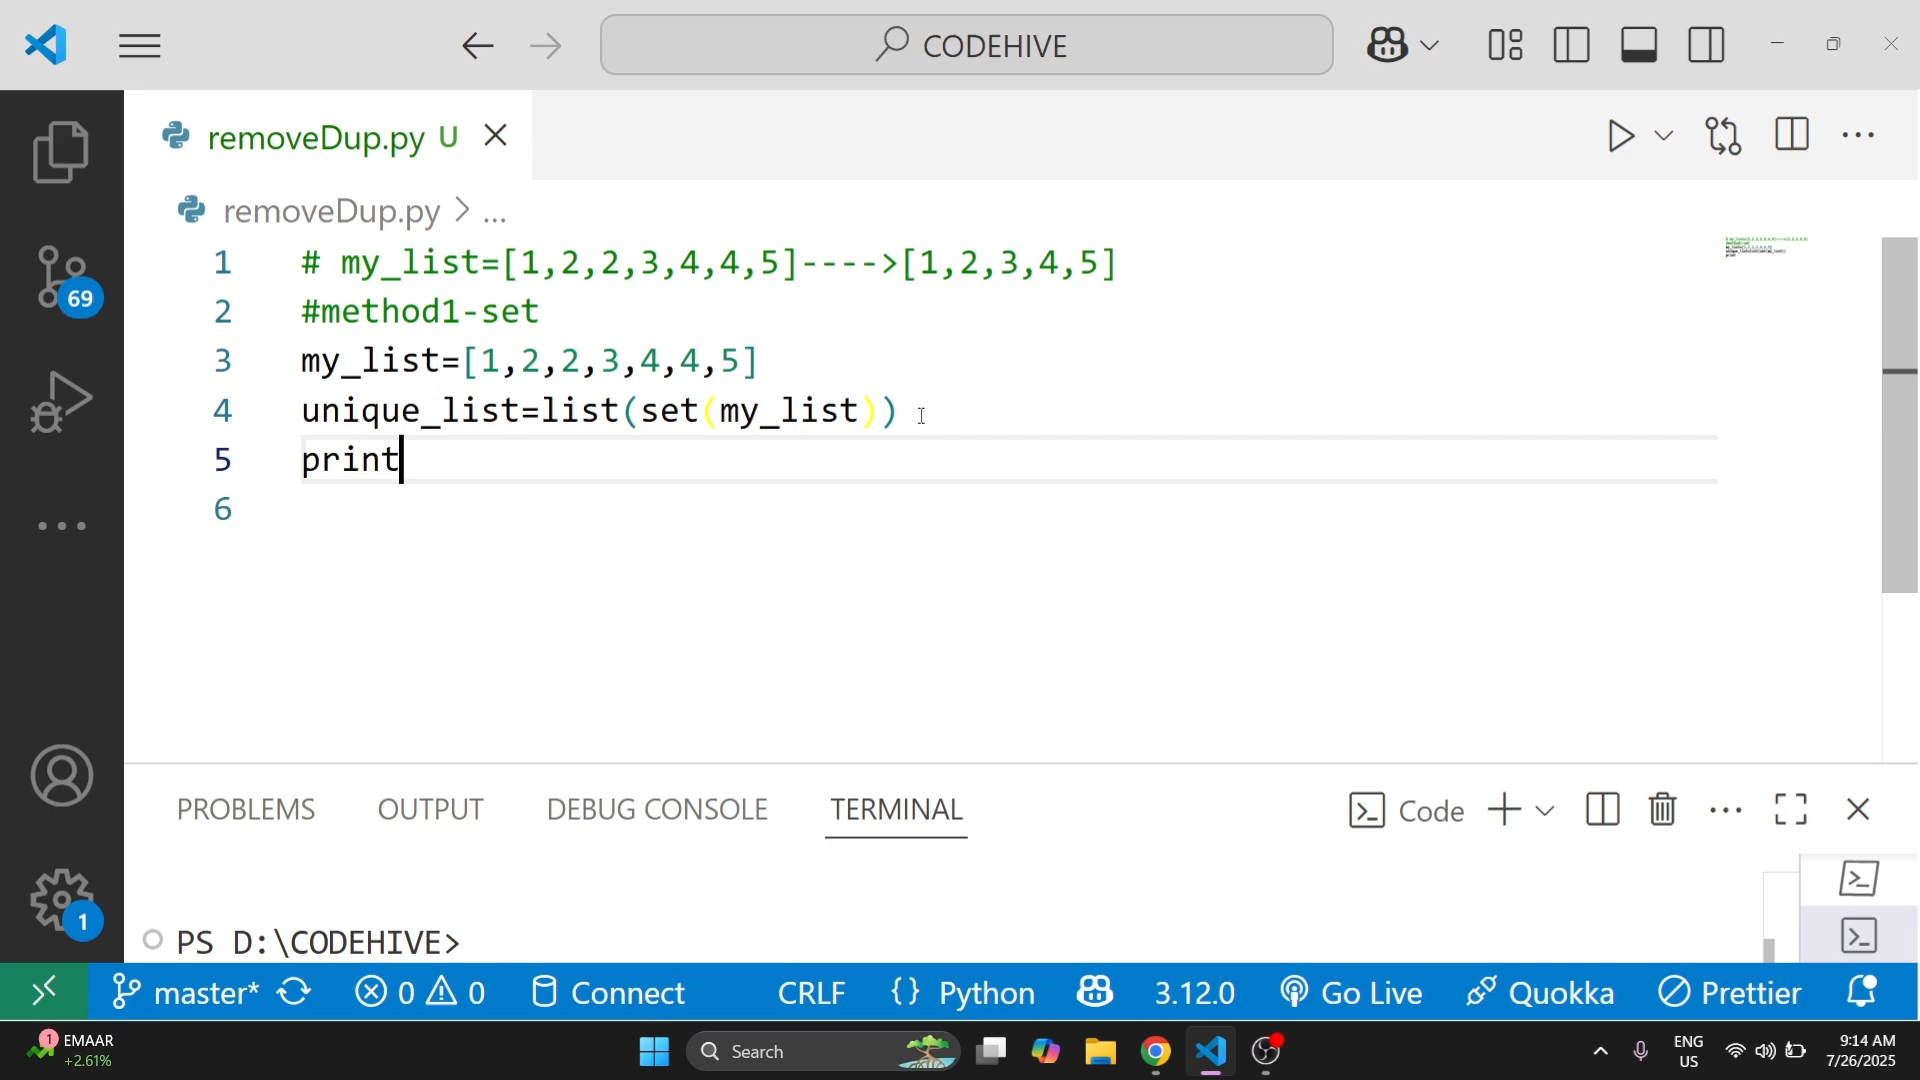 CODEHIVE
removeDup.py U
removeDup.py > ...
1 # my_list=[1,2,2,3,4,4,5]---->[1,2,3,4,5]
2 #method1-set
3 my_list=[1,2,2,3,4,4,5]
4 unique_list=list(set(my_list))
5 print
6
69
PROBLEMS OUTPUT DEBUG CONSOLE TERMINAL
Code
PS D:\CODEHIVE>
1
master* 0 0 Connect CRLF {} Python 3.12.0 Go Live Quokka Prettier
1 EMAAR
+2.61%
Search
ENG
US
9:14 AM
7/26/2025